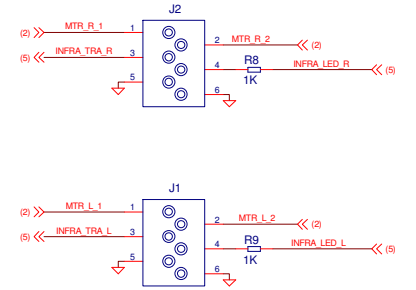 J2
(2) MTR_R_1 1
2 MTR_R_2 (2)
(5) INFRA_TRA_R 3
4 R8 INFRA_LED_R (5)
1K
5
6
J1
(2) MTR_L_1 1
2 MTR_L_2 (2)
(5) INFRA_TRA_L 3
4 R9 INFRA_LED_L (5)
1K
5
6